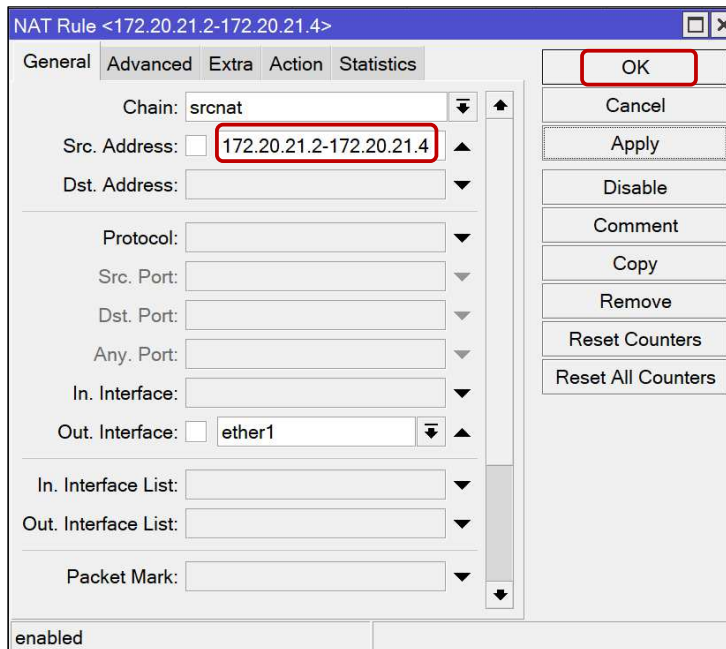 NAT Rule <172.20.21.2-172.20.21.4>
General Advanced Extra Action Statistics
Chain: srcnat
Src. Address: 172.20.21.2-172.20.21.4
Dst. Address:
Protocol:
Src. Port:
Dst. Port:
Any. Port:
In. Interface:
Out. Interface: ether1
In. Interface List:
Out. Interface List:
Packet Mark:
enabled
OK
Cancel
Apply
Disable
Comment
Copy
Remove
Reset Counters
Reset All Counters